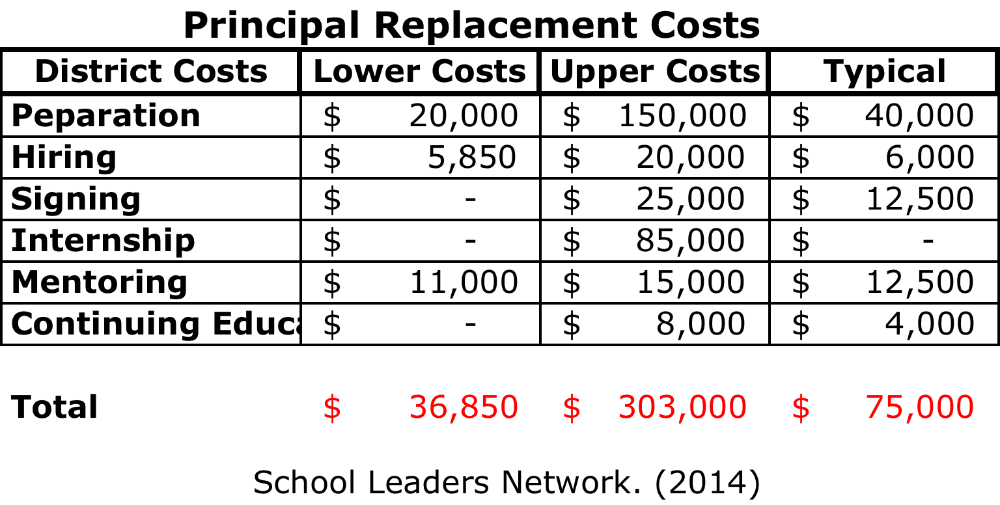 Principal Replacement Costs
District Costs Lower Costs Upper Costs Typical
Peparation $ 20,000 $ 150,000 $ 40,000
Hiring $ 5,850 $ 20,000 $ 6,000
Signing $ - $ 25,000 $ 12,500
Internship $ - $ 85,000 $ -
Mentoring $ 11,000 $ 15,000 $ 12,500
Continuing Educa $ - $ 8,000 $ 4,000
Total $ 36,850 $ 303,000 $ 75,000
School Leaders Network. (2014)